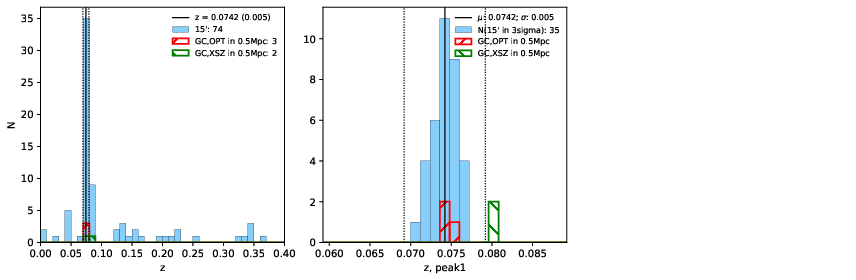 z = 0.0742 (0.005)
15': 74
GC,OPT in 0.5Mpc: 3
GC,XSZ in 0.5Mpc: 2
35
30
25
20
15
10
5
0
N
0.00 0.05 0.10 0.15 0.20 0.25 0.30 0.35 0.40
z
μ: 0.0742; σ: 0.005
N(15' in 3sigma): 35
GC,OPT in 0.5Mpc
GC,XSZ in 0.5Mpc
10
8
6
4
2
0
0.060 0.065 0.070 0.075 0.080 0.085
z, peak1